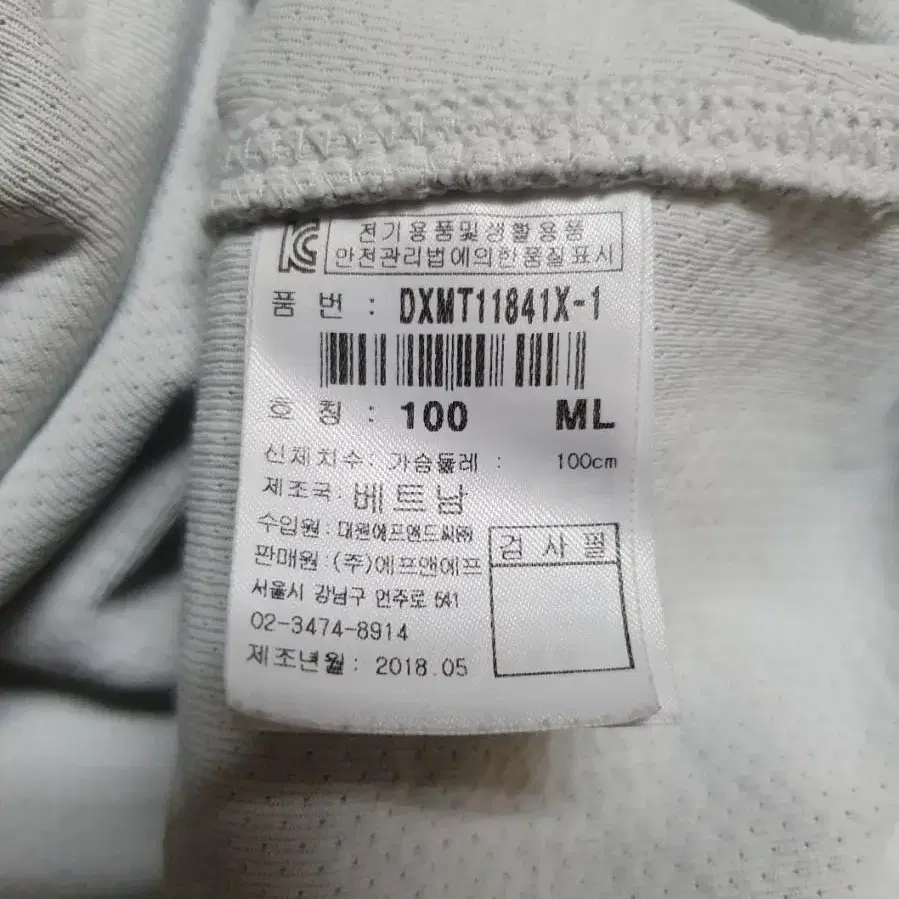 KC 전기용품및생활용품
안전관리법에의한품질표시
품 번 : DXMT11841X-1
호 칭 : 100 ML
신체치수: 가슴둘레 : 100cm
제조국: 베트남
수입원: 대원에프앤드씨㈜
판매원:(주)에프앤에프
검사필
서울시 강남구 언주로 541
02-3474-8914
제조년월: 2018.05